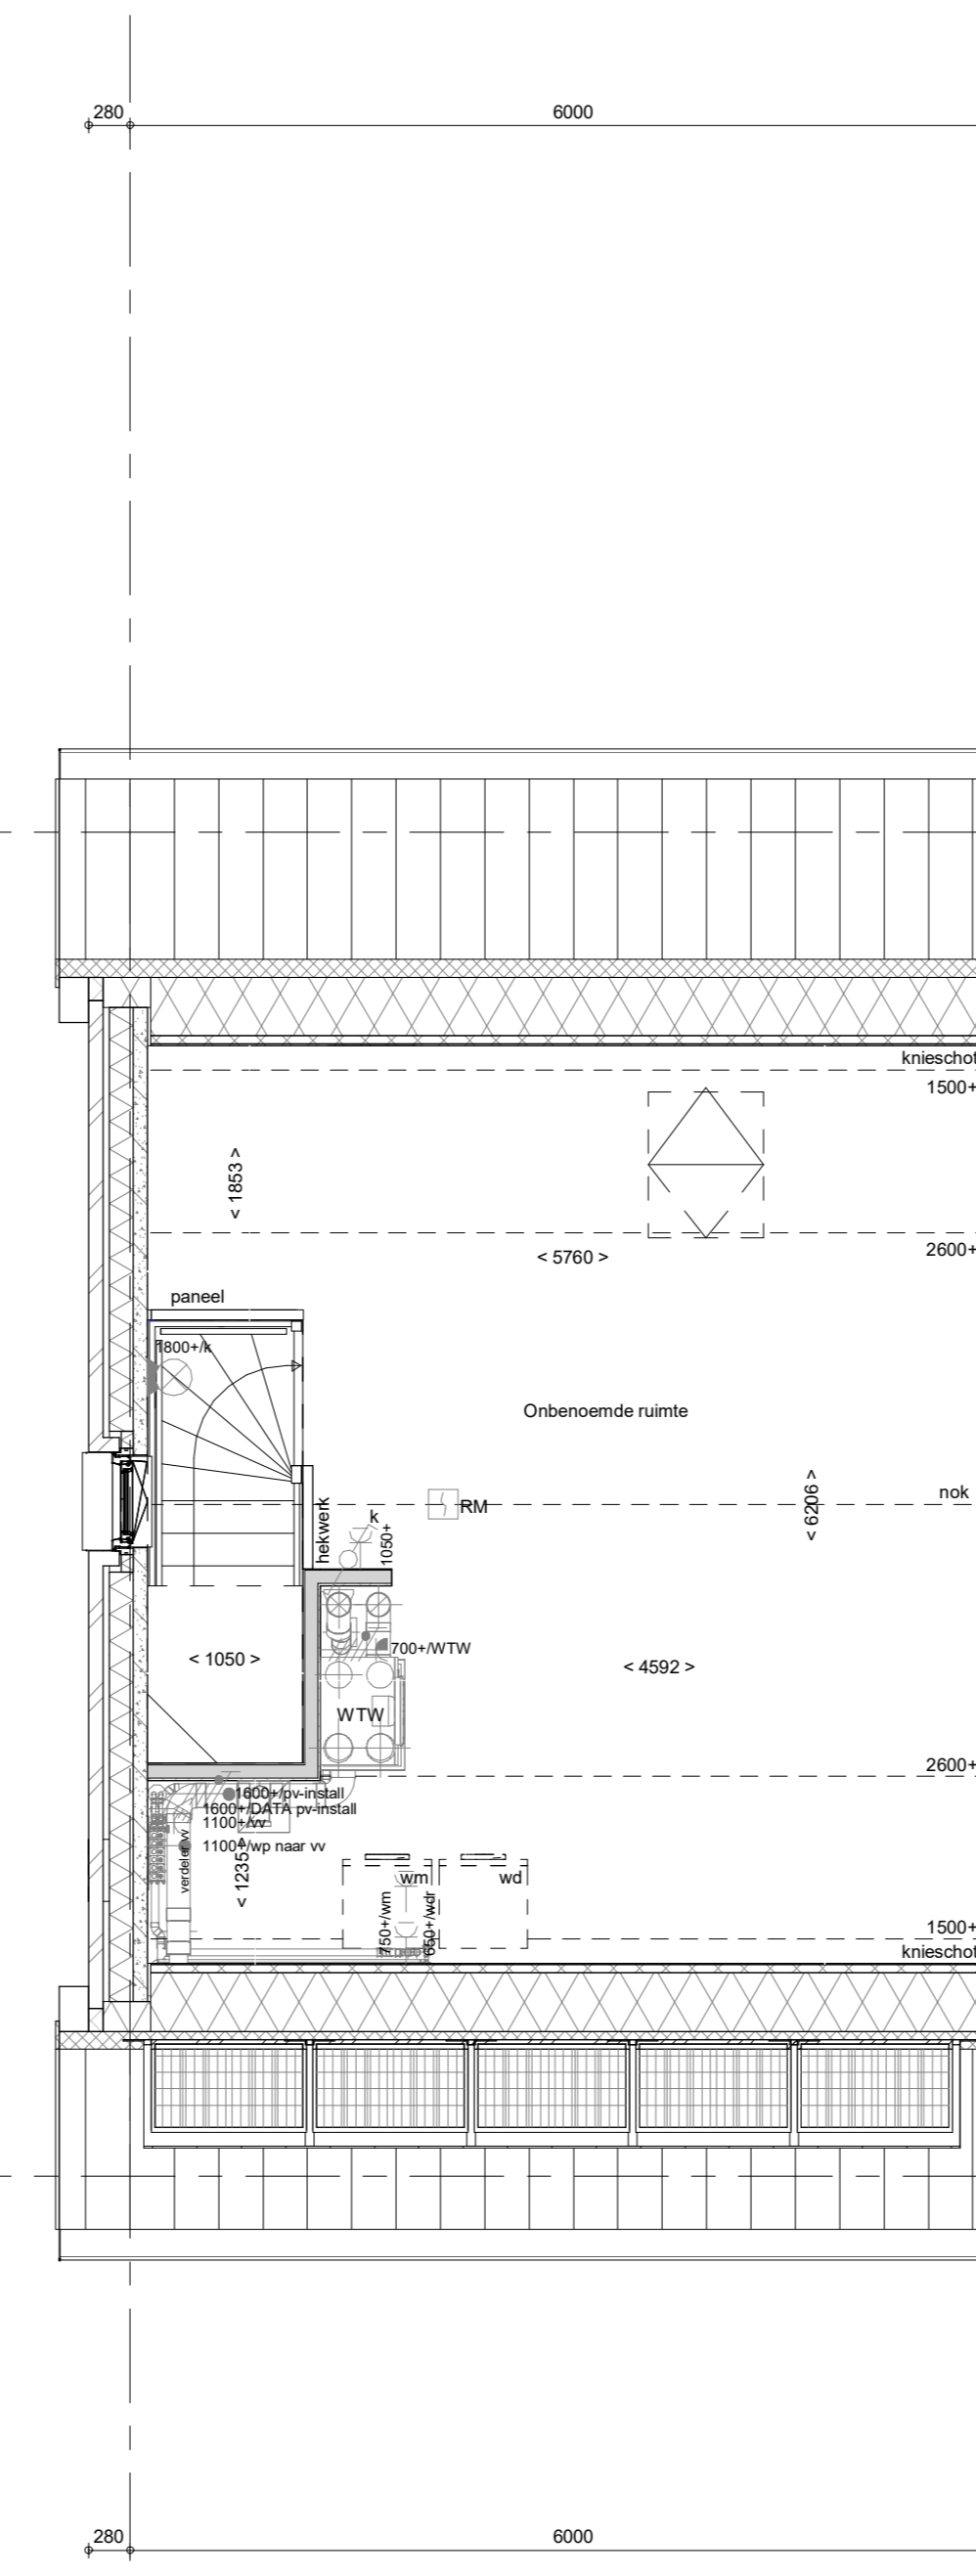 280
6000
knieschot
1500+
< 1853 >
2600+
< 5760 >
paneel
1800+/k
Onbenoemde ruimte
< 6206 >
nok
RM
hekwerk
k
1050+
700+/WTW
< 1050 >
< 4592 >
WTW
2600+
1600+/pv-install
1600+/DATA pv-install
1100+/vv
1100+/wp naar vv
verdeler vv
< 1235 >
wm
wd
750+/wm
650+/wdr
1500+
knieschot
280
6000